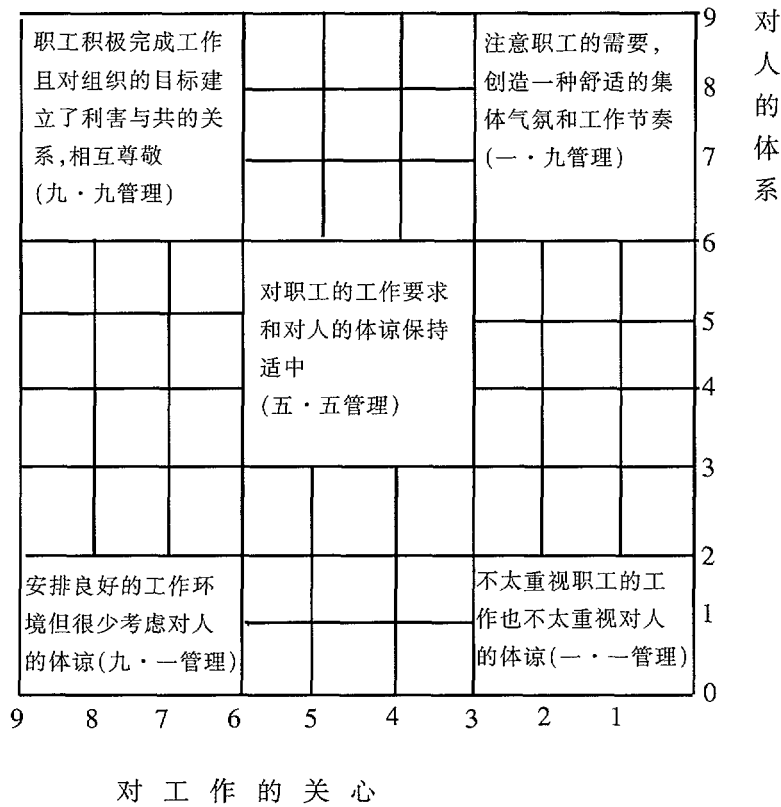 职工积极完成工作
且对组织的目标建
立了利害与共的关
系,相互尊敬
(九·九管理)
注意职工的需要,
创造一种舒适的集
体气氛和工作节奏
(一·九管理)
对职工的工作要求
和对人的体谅保持
适中
(五·五管理)
安排良好的工作环
境但很少考虑对人
的体谅(九·一管理)
不太重视职工的工
作也不太重视对人
的体谅(一·一管理)
9
8
7
6
5
4
3
2
1
0
对人的体系
9 8 7 6 5 4 3 2 1
对工作的关心